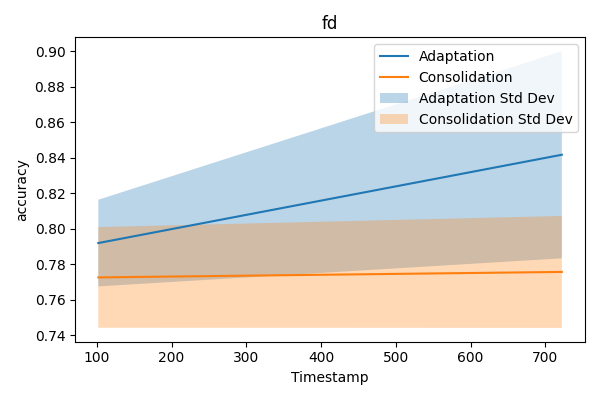 fd
Adaptation
Consolidation
Adaptation Std Dev
Consolidation Std Dev
accuracy
0.90
0.88
0.86
0.84
0.82
0.80
0.78
0.76
0.74
100 200 300 400 500 600 700
Timestamp